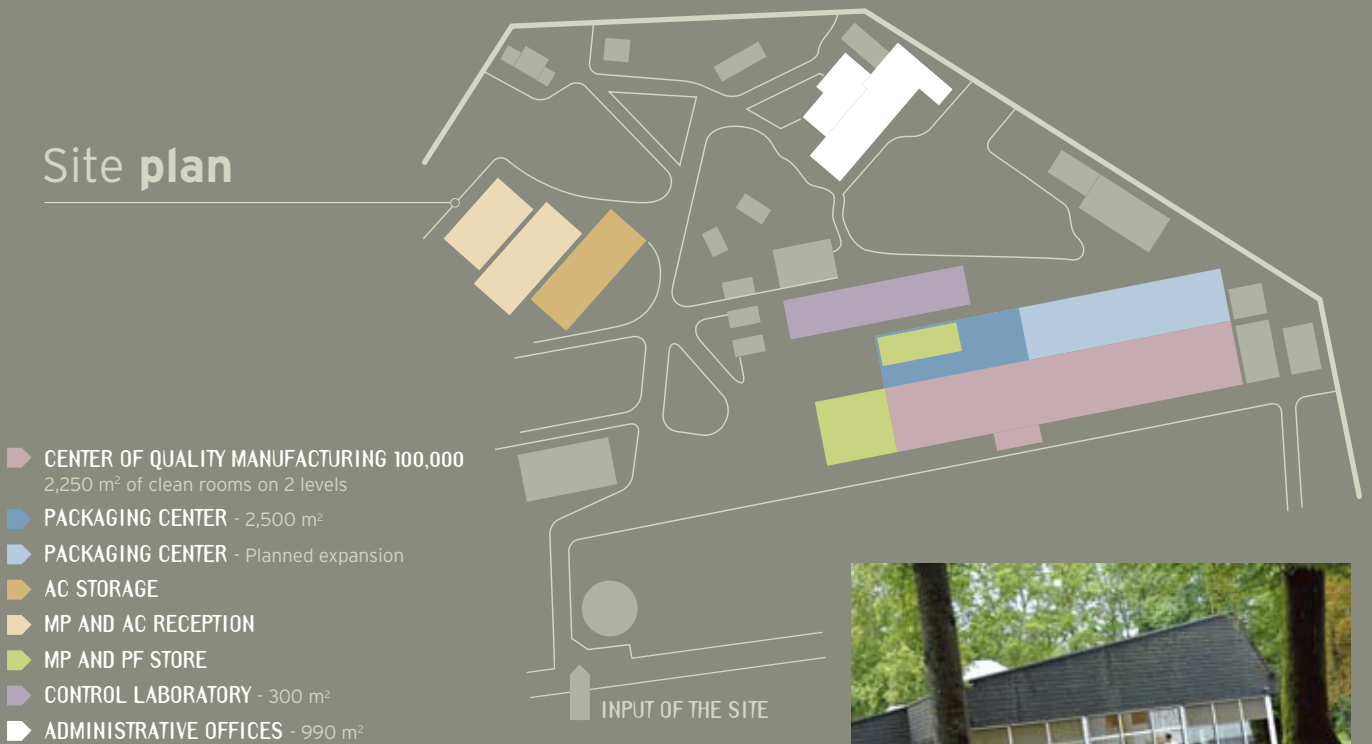 Site plan
CENTER OF QUALITY MANUFACTURING 100,000
2,250 m² of clean rooms on 2 levels
PACKAGING CENTER - 2,500 m²
PACKAGING CENTER - Planned expansion
AC STORAGE
MP AND AC RECEPTION
MP AND PF STORE
CONTROL LABORATORY - 300 m²
ADMINISTRATIVE OFFICES - 990 m²
INPUT OF THE SITE